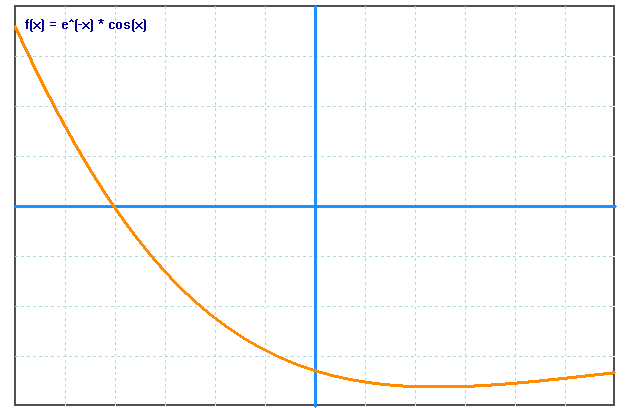 f(x) = e^(-x) * cos(x)